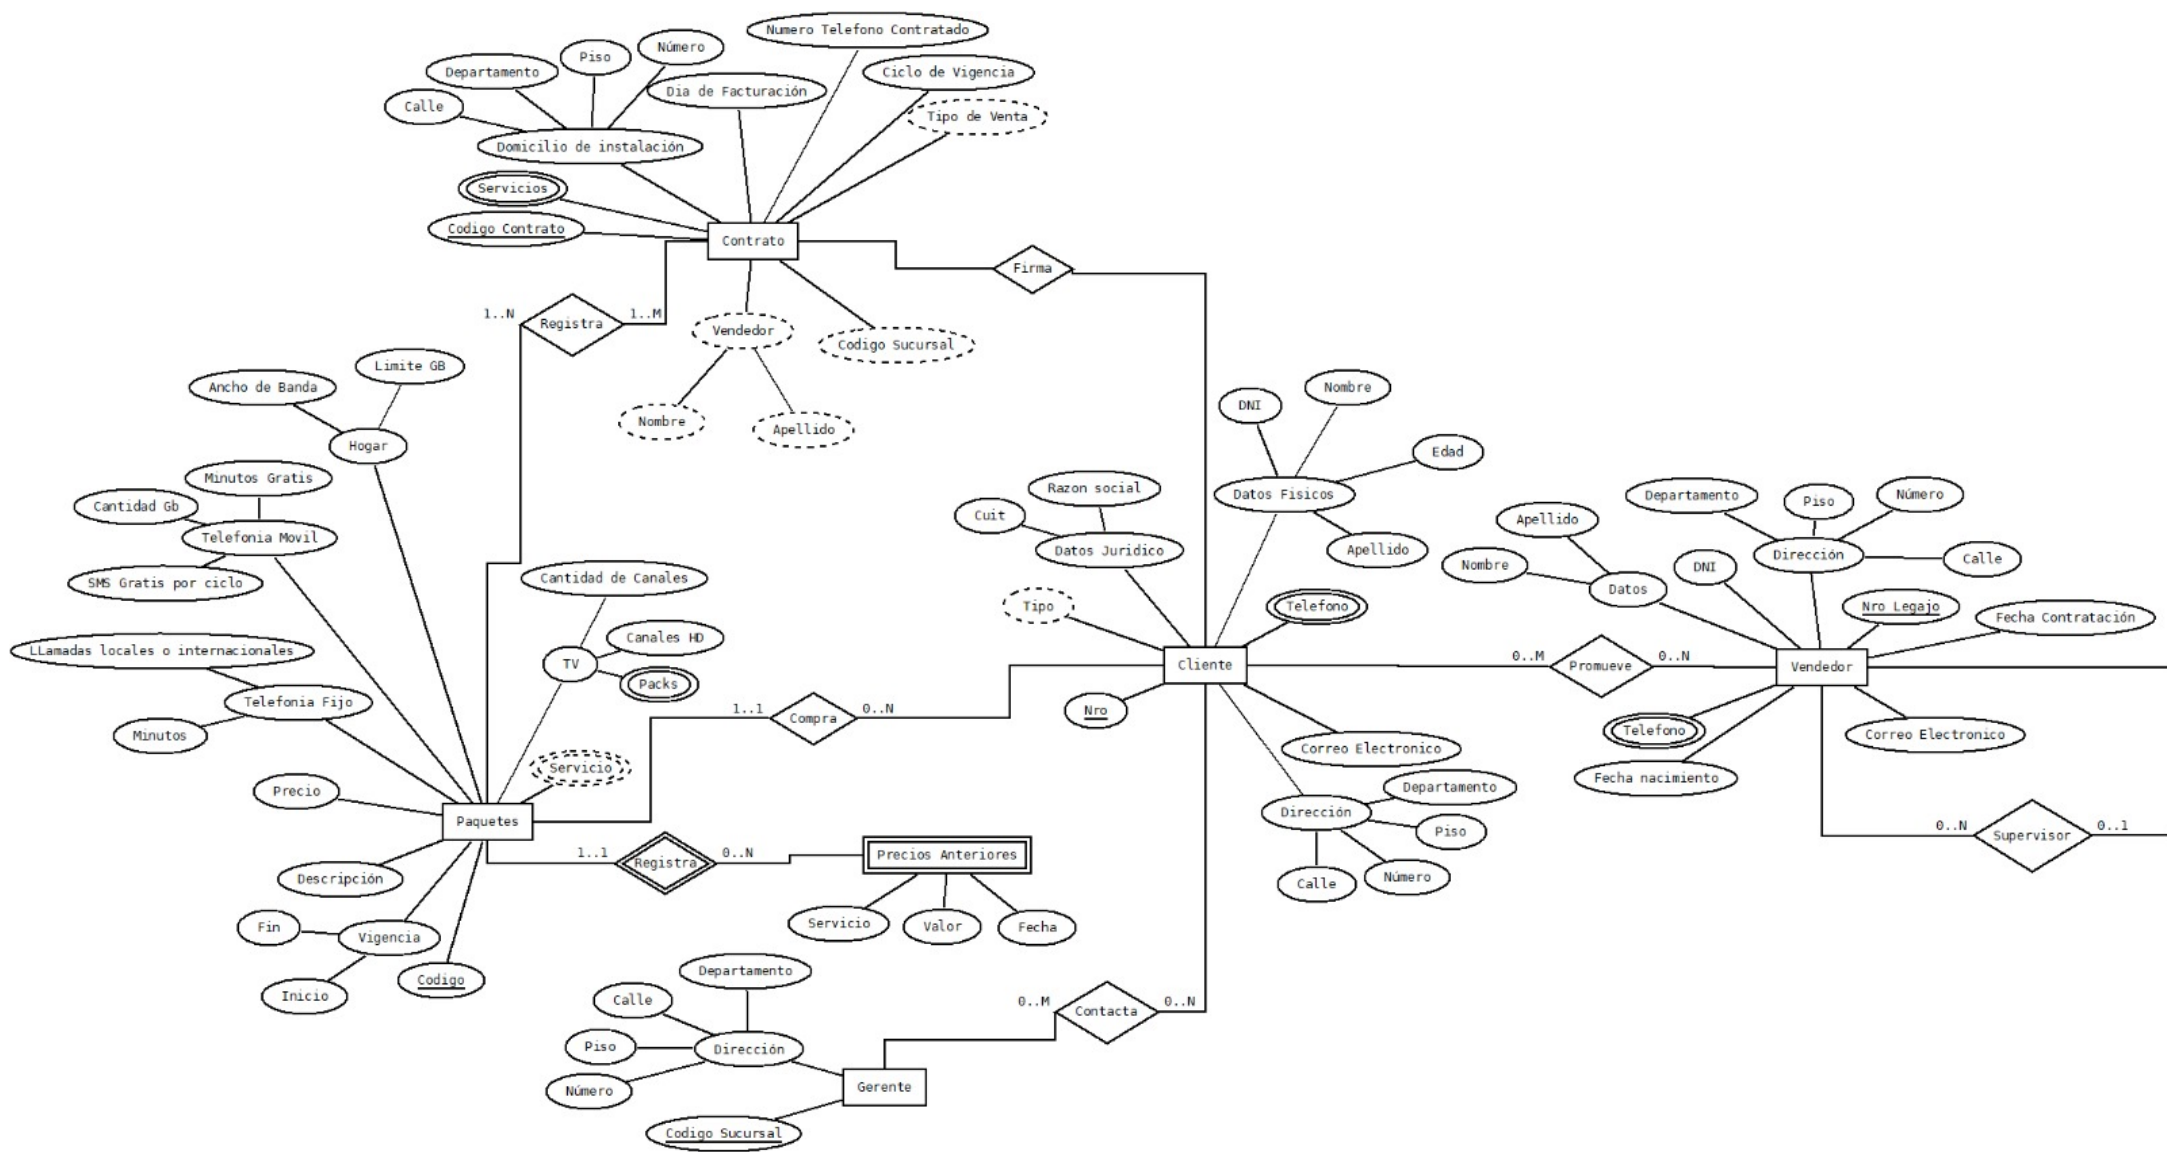 Numero Telefono Contratado
Número
Piso
Departamento
Ciclo de Vigencia
Dia de Facturación
Calle
Tipo de Venta
Domicilio de instalación
Servicios
Codigo Contrato
Contrato
Firma
1..N
Registra
1..M
Vendedor
Codigo Sucursal
Nombre
Apellido
Limite GB
Ancho de Banda
Hogar
Minutos Gratis
Cantidad Gb
Telefonia Movil
SMS Gratis por ciclo
Cantidad de Canales
Canales HD
TV
Packs
LLamadas locales o internacionales
Telefonia Fijo
Minutos
Servicio
Precio
Paquetes
Descripción
Fin
Vigencia
Inicio
Codigo
1..1
Compra
0..N
1..1
Registra
0..N
Precios Anteriores
Servicio
Valor
Fecha
Nombre
DNI
Edad
Datos Fisicos
Apellido
Razon social
Cuit
Datos Juridico
Tipo
Telefono
Cliente
Nro
Correo Electronico
Departamento
Dirección
Piso
Número
Calle
0..M
Promueve
0..N
Departamento
Piso
Número
Apellido
Dirección
Calle
Nombre
DNI
Datos
Nro Legajo
Fecha Contratación
Vendedor
Telefono
Correo Electronico
Fecha nacimiento
0..N
Supervisor
0..1
Departamento
Calle
Piso
Dirección
Número
Gerente
Codigo Sucursal
0..M
Contacta
0..N